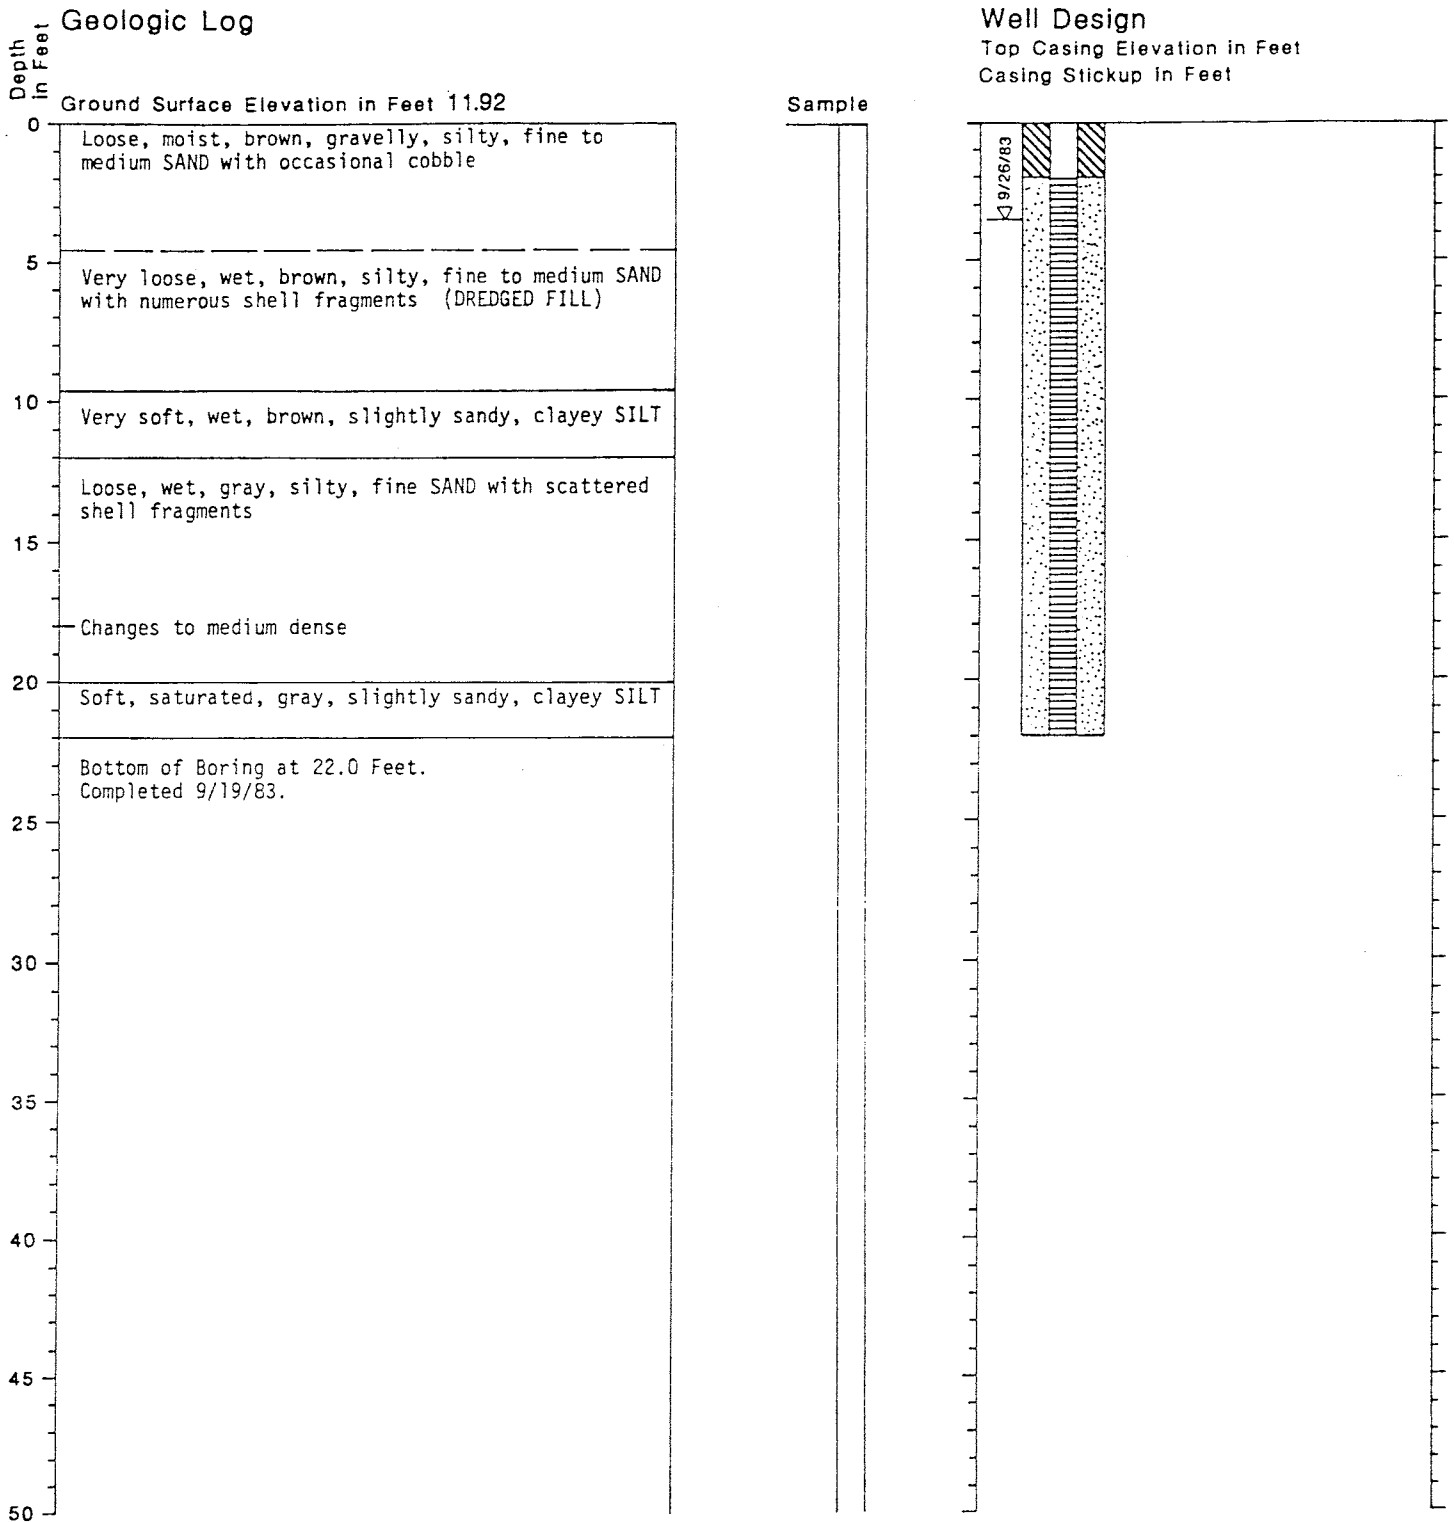 Geologic Log
Depth
in Feet
Ground Surface Elevation in Feet 11.92
Sample
Well Design
Top Casing Elevation in Feet
Casing Stickup in Feet
0
Loose, moist, brown, gravelly, silty, fine to
medium SAND with occasional cobble
9/26/83
5
Very loose, wet, brown, silty, fine to medium SAND
with numerous shell fragments (DREDGED FILL)
10
Very soft, wet, brown, slightly sandy, clayey SILT
Loose, wet, gray, silty, fine SAND with scattered
shell fragments
15
Changes to medium dense
20
Soft, saturated, gray, slightly sandy, clayey SILT
Bottom of Boring at 22.0 Feet.
Completed 9/19/83.
25
30
35
40
45
50